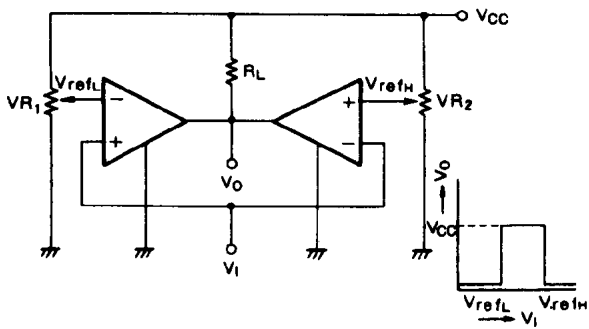 VCC
RL
VrefL
VrefH
VR1
VR2
−
+
+
−
VO
VI
VO
VCC
VrefL
VrefH
VI